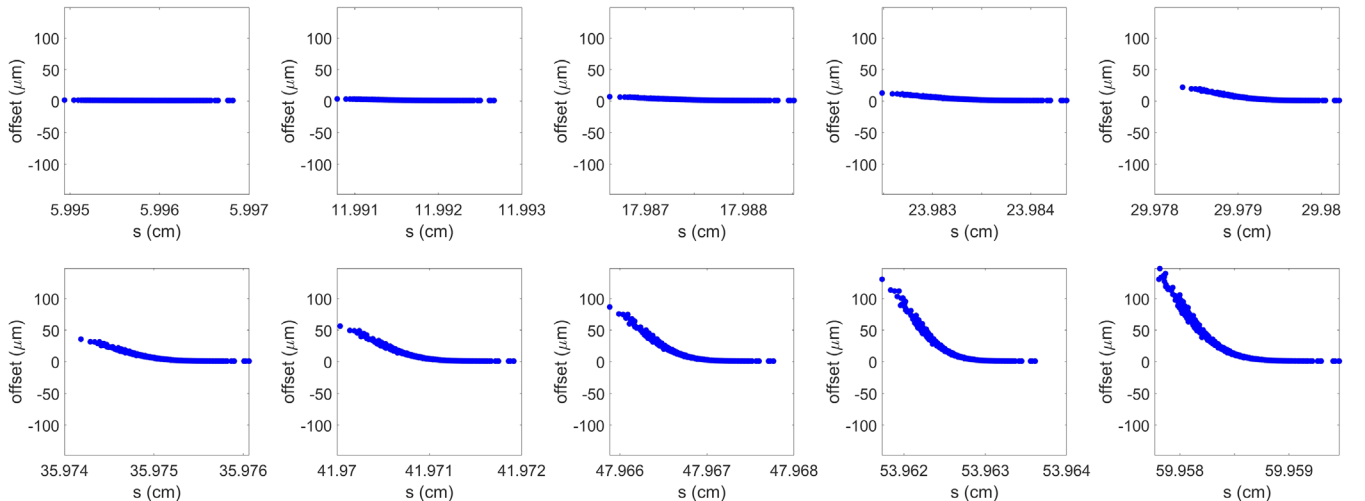 100
50
0
-50
-100
offset (μm)
5.995 5.996 5.997
s (cm)
100
50
0
-50
-100
offset (μm)
11.991 11.992 11.993
s (cm)
100
50
0
-50
-100
offset (μm)
17.987 17.988
s (cm)
100
50
0
-50
-100
offset (μm)
23.983 23.984
s (cm)
100
50
0
-50
-100
offset (μm)
29.978 29.979 29.98
s (cm)
100
50
0
-50
-100
offset (μm)
35.974 35.975 35.976
s (cm)
100
50
0
-50
-100
offset (μm)
41.97 41.971 41.972
s (cm)
100
50
0
-50
-100
offset (μm)
47.966 47.967 47.968
s (cm)
100
50
0
-50
-100
offset (μm)
53.962 53.963 53.964
s (cm)
100
50
0
-50
-100
offset (μm)
59.958 59.959
s (cm)